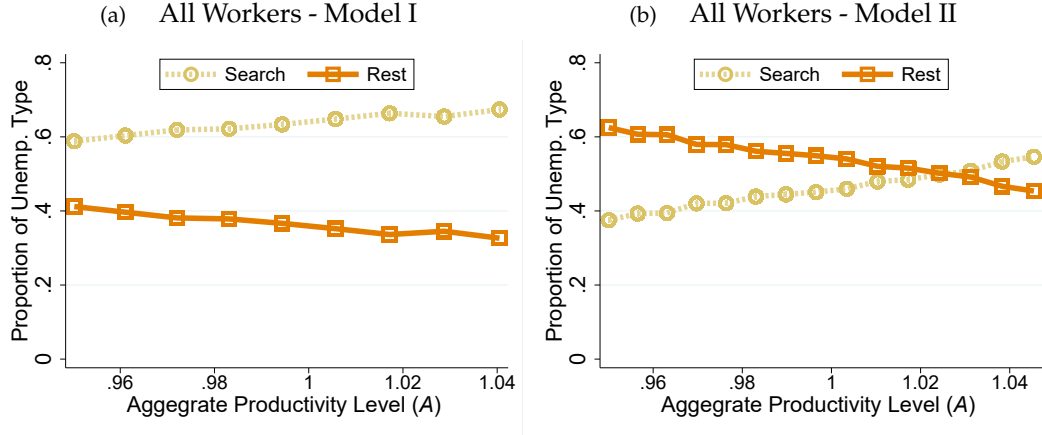 (a) All Workers - Model I
Proportion of Unemp. Type
.8
.6
.4
.2
0
Search
Rest
.96
.98
1
1.02
1.04
Aggegrate Productivity Level (A)
(b) All Workers - Model II
Proportion of Unemp. Type
.8
.6
.4
.2
0
Search
Rest
.96
.98
1
1.02
1.04
Aggegrate Productivity Level (A)